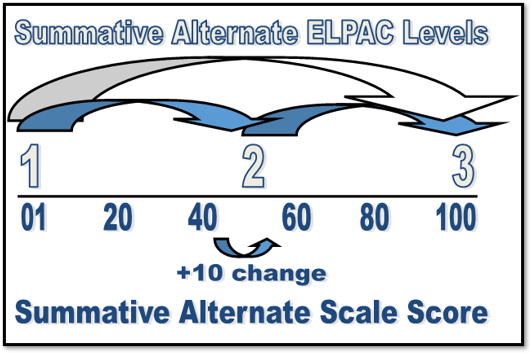 Summative Alternate ELPAC Levels
1 2 3
01 20 40 60 80 100
+10 change
Summative Alternate Scale Score